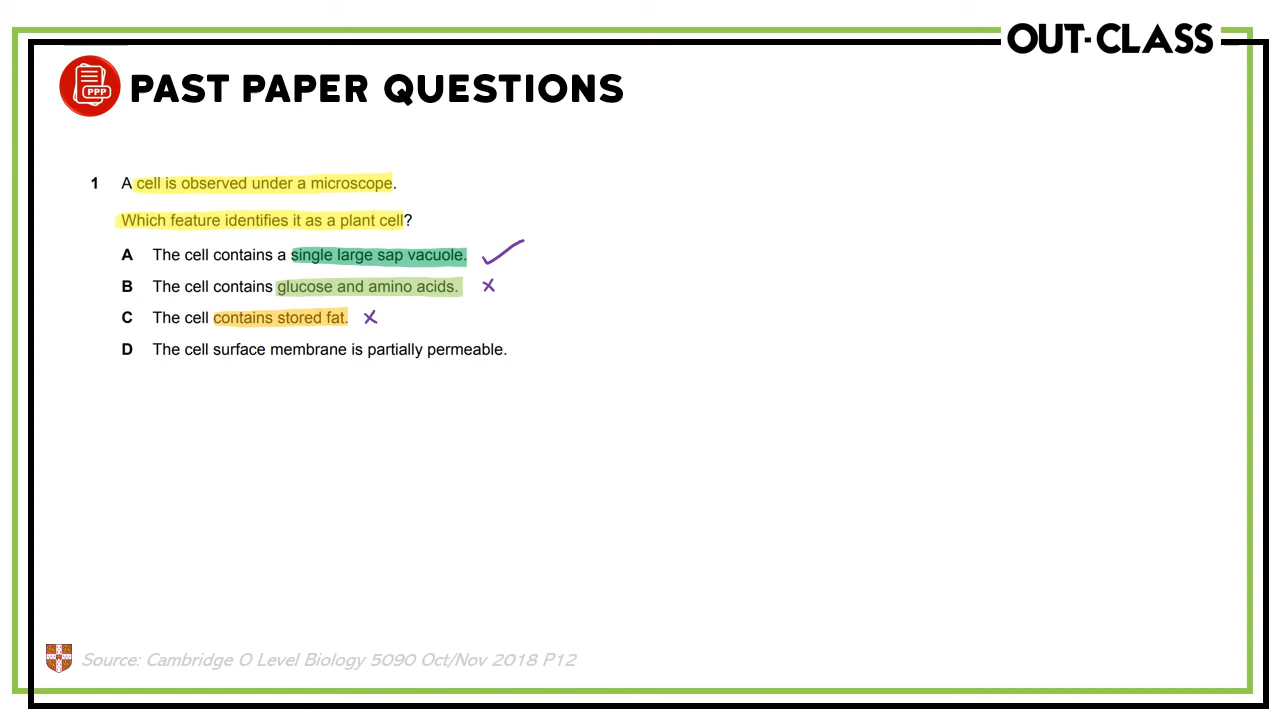 OUT-CLASS
PPP
PAST PAPER QUESTIONS
1 A cell is observed under a microscope.
Which feature identifies it as a plant cell?
A The cell contains a single large sap vacuole.
B The cell contains glucose and amino acids.
C The cell contains stored fat.
D The cell surface membrane is partially permeable.
Source: Cambridge O Level Biology 5090 Oct/Nov 2018 P12